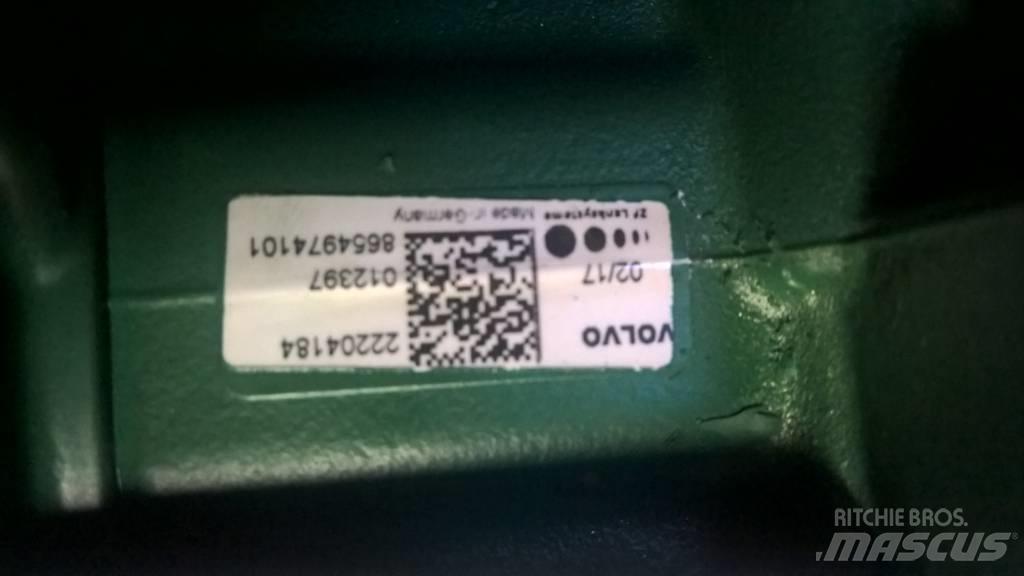 VOLVO
22204184
02/17
012397
8654974101
ZF Lenksysteme Made in Germany
RITCHIE BROS.
MASCUS